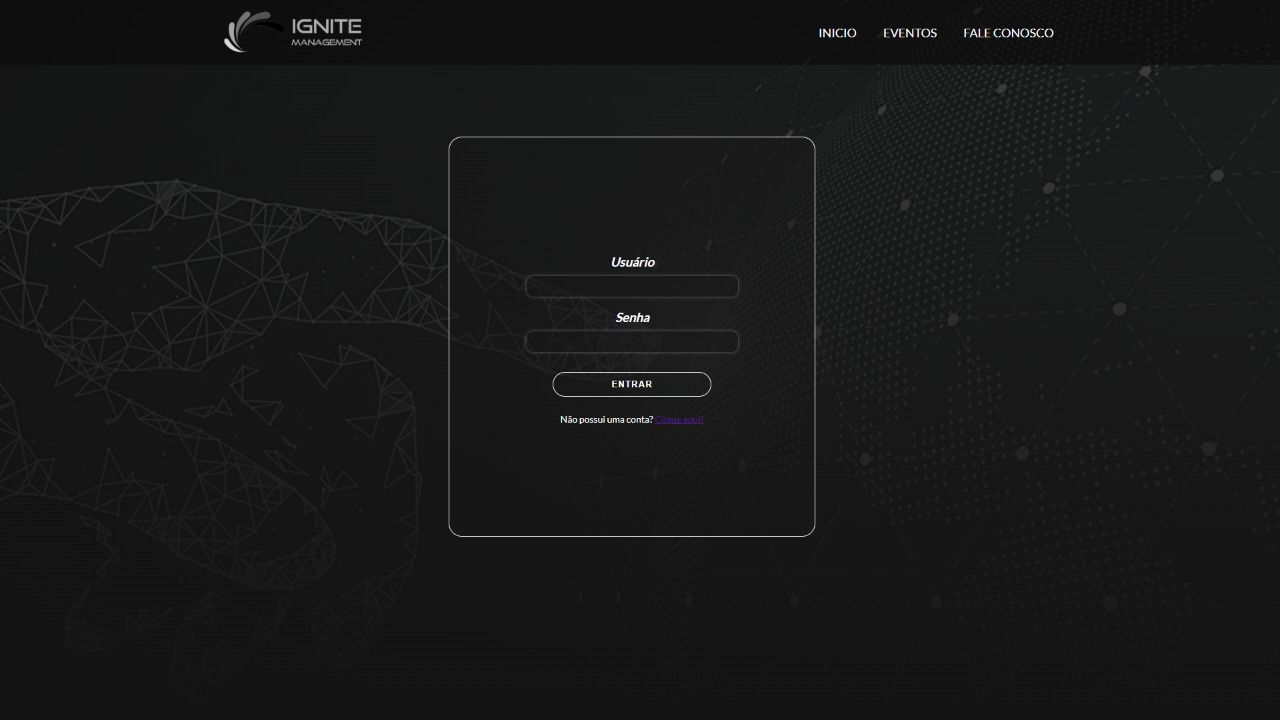 IGNITE
MANAGEMENT
INICIO EVENTOS FALE CONOSCO
Usuário
Senha
ENTRAR
Não possui uma conta? Clique aqui!